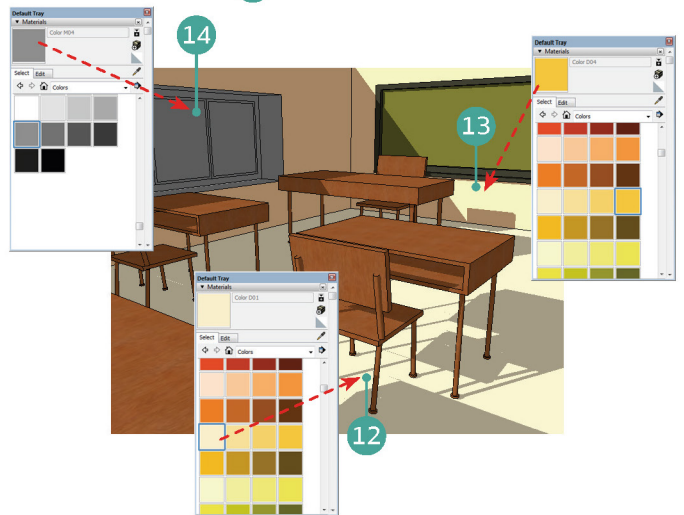 Default Tray
▼ Materials
Color M04
Select Edit
Colors
14
Default Tray
▼ Materials
Color D04
Select Edit
Colors
13
Default Tray
▼ Materials
Color D01
Select Edit
Colors
12